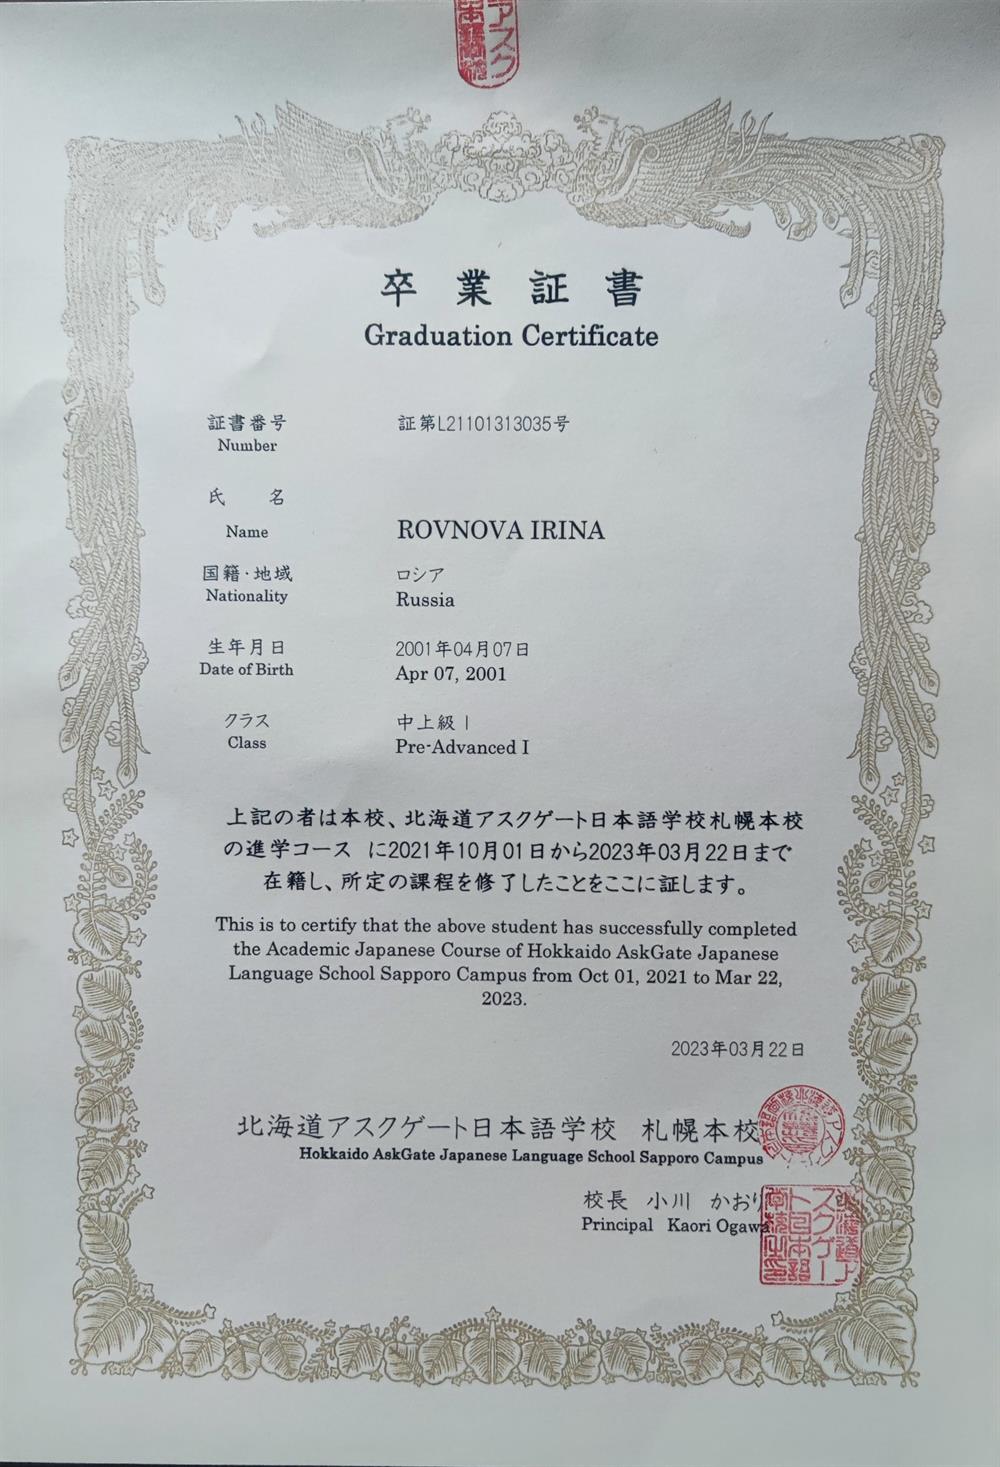 卒業証書
Graduation Certificate
証書番号 証第L21101313035号
Number
氏 名
Name ROVNOVA IRINA
国籍・地域 ロシア
Nationality Russia
生年月日 2001年04月07日
Date of Birth Apr 07, 2001
クラス 中上級Ⅰ
Class Pre-Advanced I
上記の者は本校、北海道アスクゲート日本語学校札幌本校
の進学コース に2021年10月01日から2023年03月22日まで
在籍し、所定の課程を修了したことをここに証します。
This is to certify that the above student has successfully completed
the Academic Japanese Course of Hokkaido AskGate Japanese
Language School Sapporo Campus from Oct 01, 2021 to Mar 22,
2023.
2023年03月22日
北海道アスクゲート日本語学校 札幌本校
Hokkaido AskGate Japanese Language School Sapporo Campus
校長 小川 かおり
Principal Kaori Ogawa